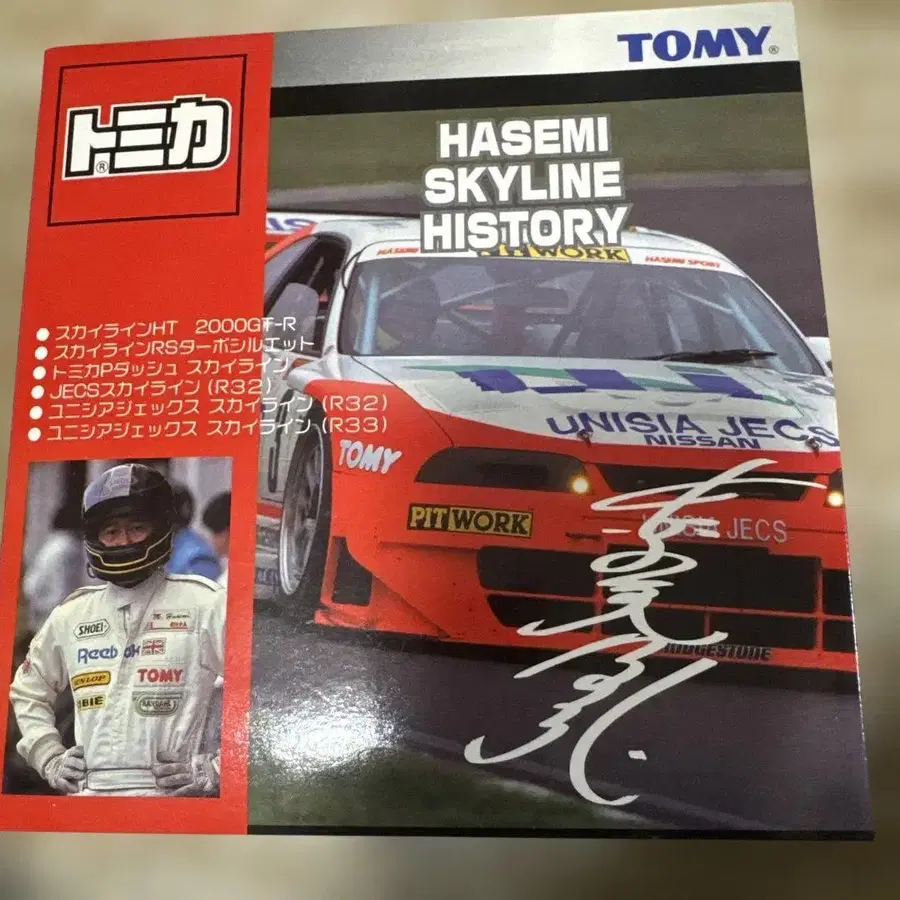 TOMY®
トミカ®
HASEMI
SKYLINE
HISTORY
PIT WORK
HASEMI
HASEMI SPORT
●スカイラインHT 2000GT-R
●スカイラインRSターボシルエット
●トミカPダッシュ スカイライン
●JECSスカイライン(R32)
●ユニシアジェックス スカイライン(R32)
●ユニシアジェックス スカイライン(R33)
UNISIA JECS
NISSAN
TOMY
PIT WORK
UNISIA JECS
BRIDGESTONE
M. Hasemi
SHOEI
Reebok
DUNLOP
TOMY